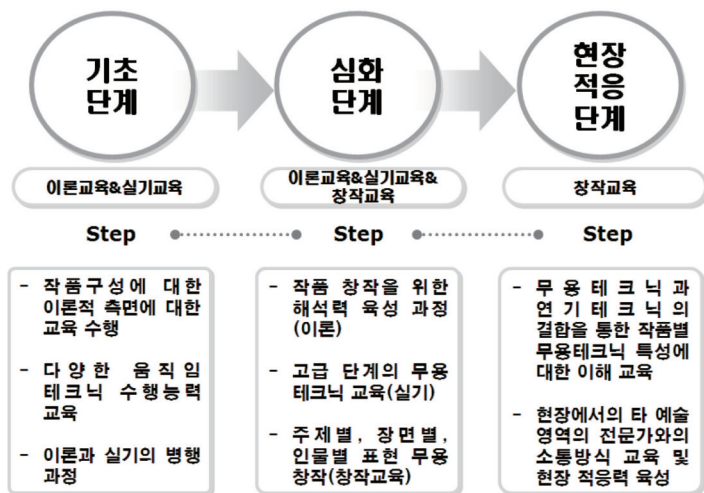 기초
단계
심화
단계
현장
적응
단계
이론교육&실기교육
이론교육&실기교육&
창작교육
창작교육
Step
Step
Step
- 작품구성에 대한
이론적 측면에 대한
교육 수행
- 다양한 움직임
테크닉 수행능력
교육
- 이론과 실기의 병행
과정
- 작품 창작을 위한
해석력 육성 과정
(이론)
- 고급 단계의 무용
테크닉 교육(실기)
- 주제별, 장면별,
인물별 표현 무용
창작(창작교육)
- 무용테크닉과
연기테크닉의
결합을 통한 작품별
무용테크닉 특성에
대한 이해 교육
- 현장에서의 타 예술
영역의 전문가와의
소통방식 교육 및
현장 적응력 육성